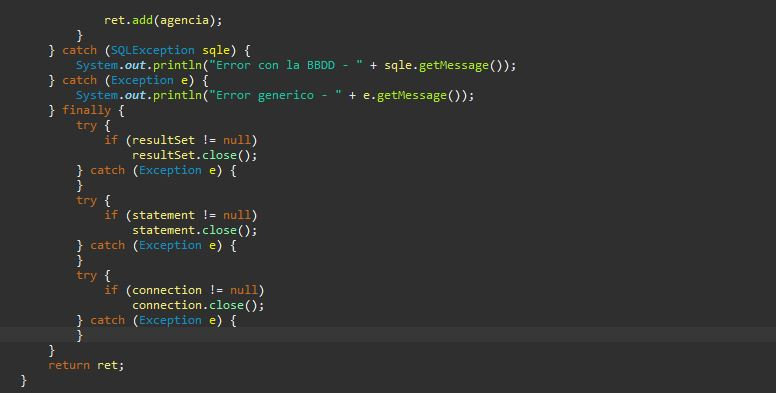 ret.add(agencia);
}
} catch (SQLException sqle) {
System.out.println("Error con la BBDD - " + sqle.getMessage());
} catch (Exception e) {
System.out.println("Error generico - " + e.getMessage());
} finally {
try {
if (resultSet != null)
resultSet.close();
} catch (Exception e) {
}
try {
if (statement != null)
statement.close();
} catch (Exception e) {
}
try {
if (connection != null)
connection.close();
} catch (Exception e) {
}
}
return ret;
}